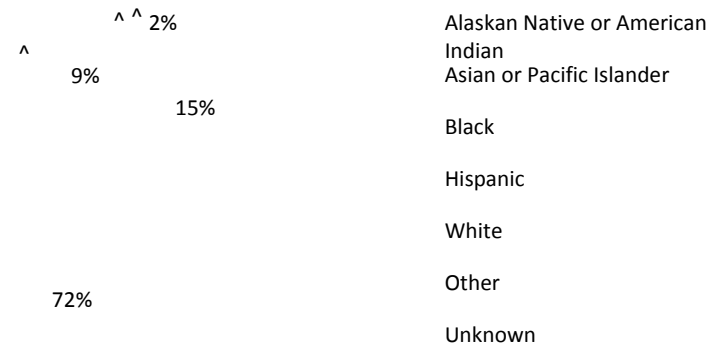 ^ ^ 2%
^
9%
15%
72%
Alaskan Native or American
Indian
Asian or Pacific Islander
Black
Hispanic
White
Other
Unknown